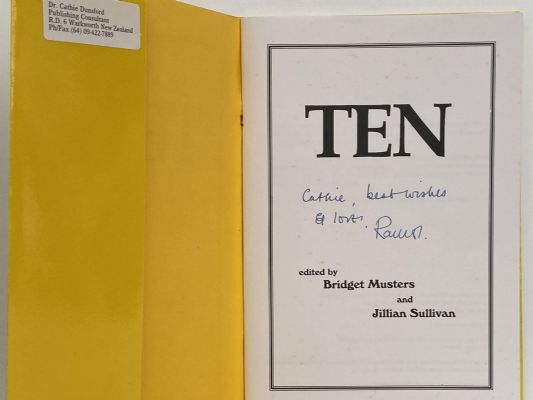 Dr. Cathie Dunsford
Publishing Consultant
R.D. 6 Warkworth New Zealand
Ph/Fax (64) 09-422-7889
TEN
Cathie, best wishes
& love
edited by
Bridget Musters
and
Jillian Sullivan